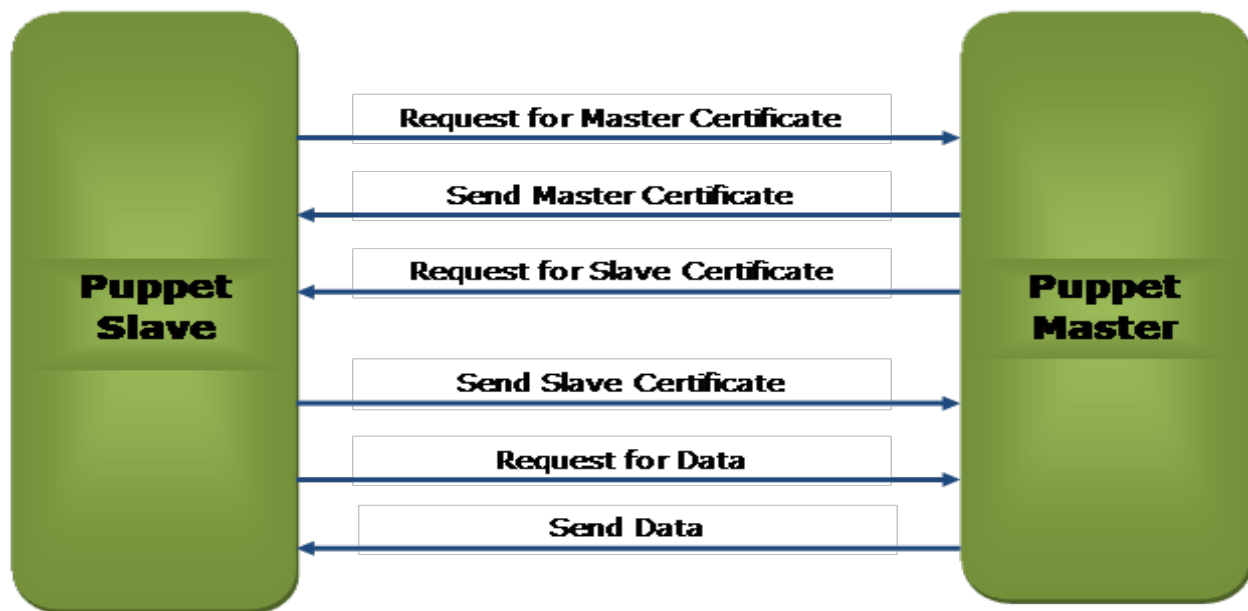 Request for Master Certificate
Send Master Certificate
Request for Slave Certificate
Puppet
Slave
Puppet
Master
Send Slave Certificate
Request for Data
Send Data